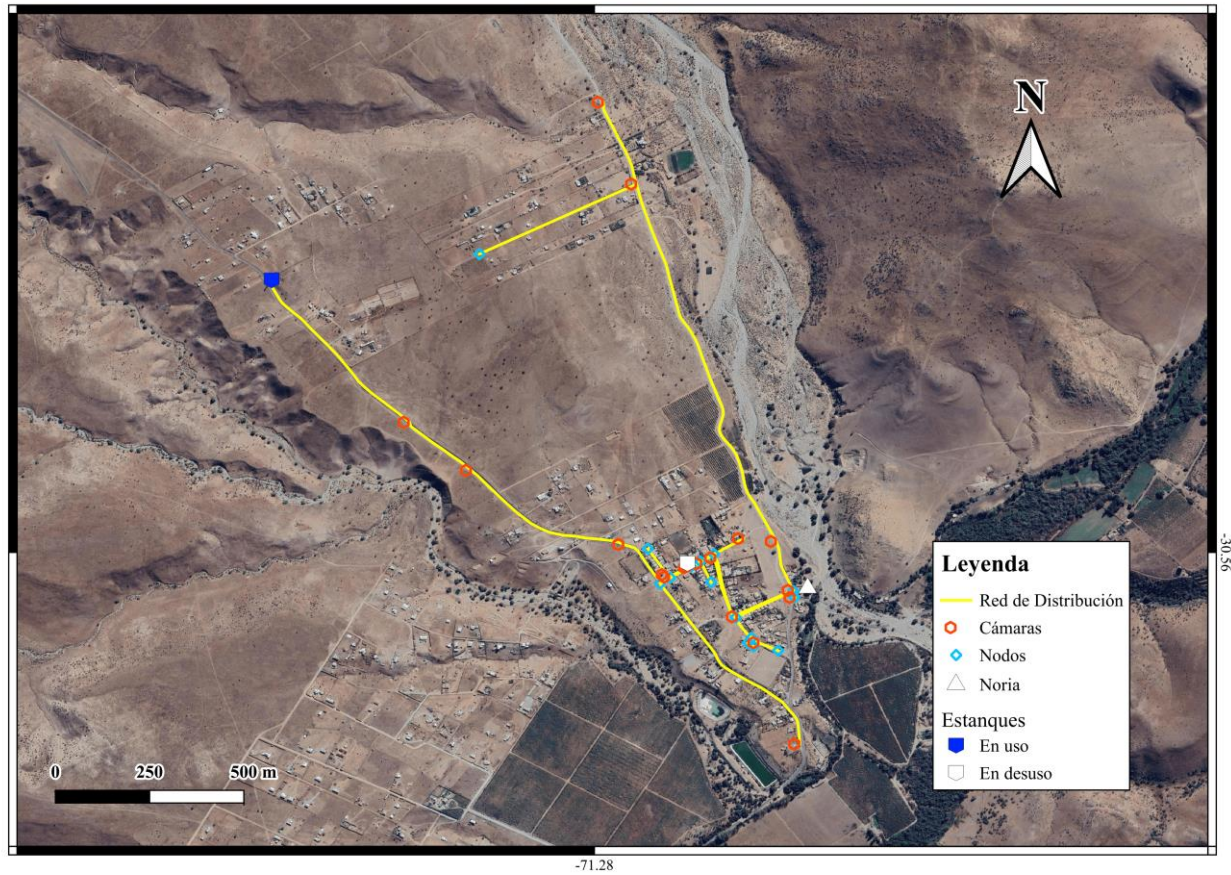 N
-30.56
Leyenda
Red de Distribución
Cámaras
Nodos
Noria
Estanques
En uso
En desuso
0 250 500 m
-71.28